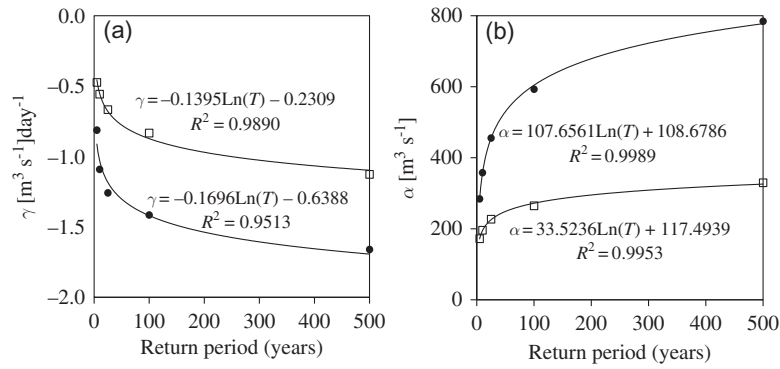 (a)
0.0
−0.5
−1.0
−1.5
−2.0
γ [m³ s⁻¹]day⁻¹
γ=−0.1395Ln(T) − 0.2309
R² = 0.9890
γ=−0.1696Ln(T) − 0.6388
R² = 0.9513
0 100 200 300 400 500
Return period (years)
(b)
800
600
400
200
0
α [m³ s⁻¹]
α=107.6561Ln(T) + 108.6786
R² = 0.9989
α=33.5236Ln(T) + 117.4939
R² = 0.9953
0 100 200 300 400 500
Return period (years)